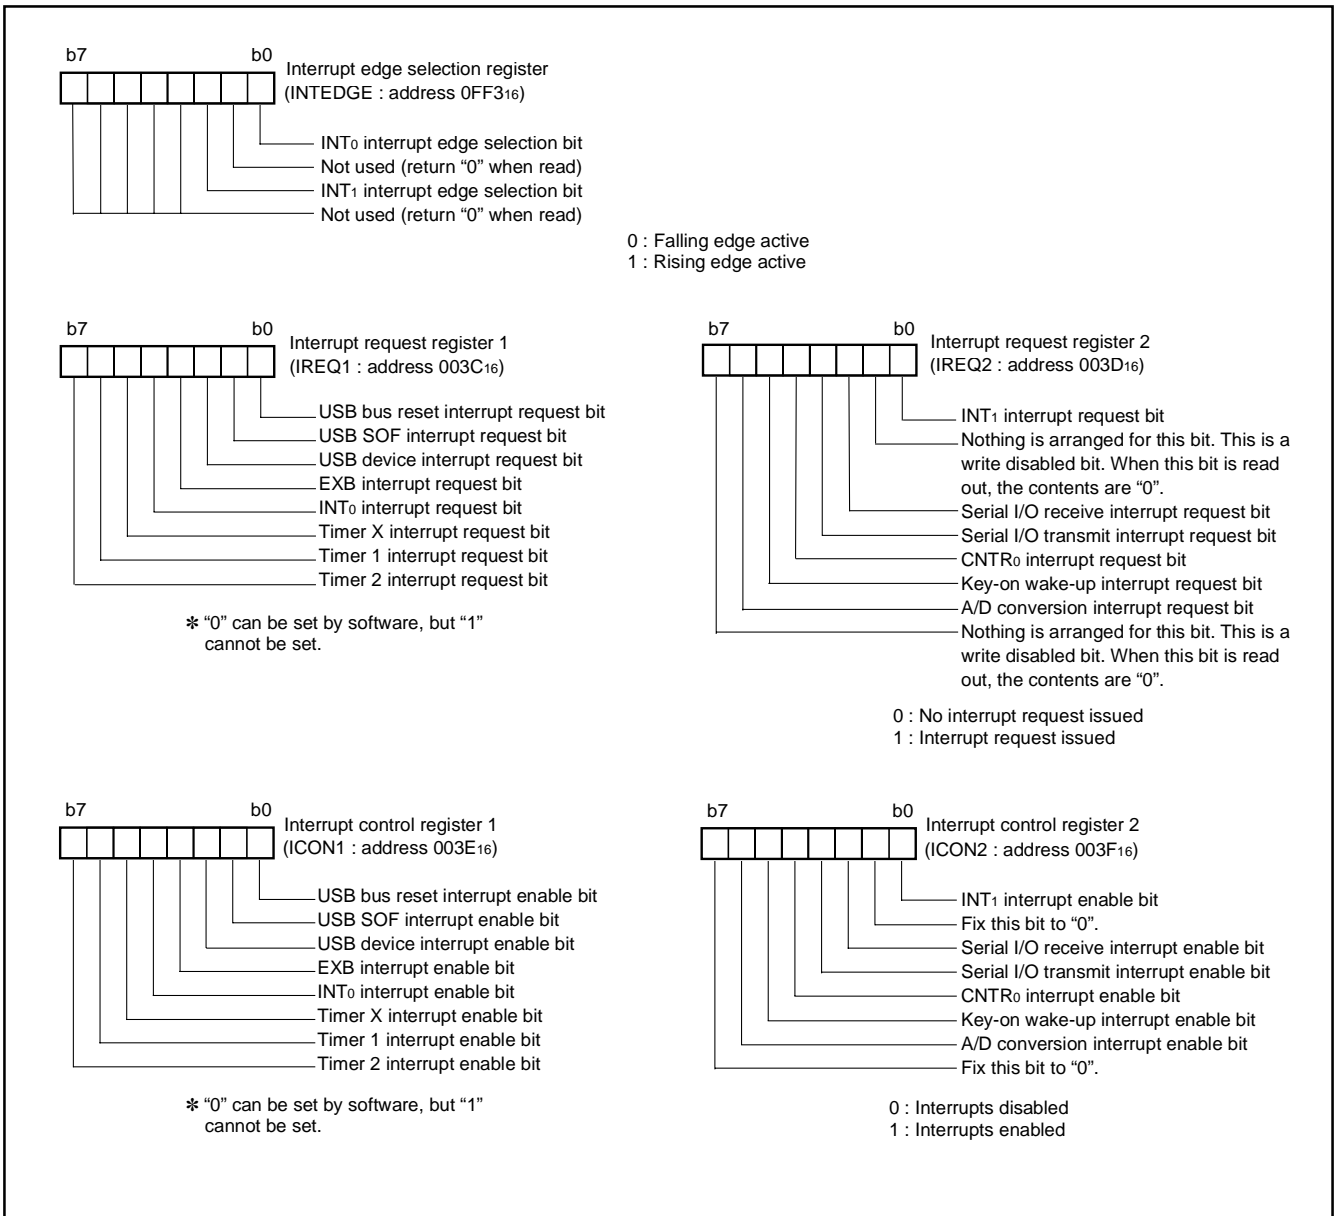 b7 b0
Interrupt edge selection register
(INTEDGE : address 0FF316)
INT0 interrupt edge selection bit
Not used (return “0” when read)
INT1 interrupt edge selection bit
Not used (return “0” when read)
0 : Falling edge active
1 : Rising edge active
b7 b0
Interrupt request register 1
(IREQ1 : address 003C16)
USB bus reset interrupt request bit
USB SOF interrupt request bit
USB device interrupt request bit
EXB interrupt request bit
INT0 interrupt request bit
Timer X interrupt request bit
Timer 1 interrupt request bit
Timer 2 interrupt request bit
✻ “0” can be set by software, but “1”
cannot be set.
b7 b0
Interrupt request register 2
(IREQ2 : address 003D16)
INT1 interrupt request bit
Nothing is arranged for this bit. This is a
write disabled bit. When this bit is read
out, the contents are “0”.
Serial I/O receive interrupt request bit
Serial I/O transmit interrupt request bit
CNTR0 interrupt request bit
Key-on wake-up interrupt request bit
A/D conversion interrupt request bit
Nothing is arranged for this bit. This is a
write disabled bit. When this bit is read
out, the contents are “0”.
0 : No interrupt request issued
1 : Interrupt request issued
b7 b0
Interrupt control register 1
(ICON1 : address 003E16)
USB bus reset interrupt enable bit
USB SOF interrupt enable bit
USB device interrupt enable bit
EXB interrupt enable bit
INT0 interrupt enable bit
Timer X interrupt enable bit
Timer 1 interrupt enable bit
Timer 2 interrupt enable bit
✻ “0” can be set by software, but “1”
cannot be set.
b7 b0
Interrupt control register 2
(ICON2 : address 003F16)
INT1 interrupt enable bit
Fix this bit to “0”.
Serial I/O receive interrupt enable bit
Serial I/O transmit interrupt enable bit
CNTR0 interrupt enable bit
Key-on wake-up interrupt enable bit
A/D conversion interrupt enable bit
Fix this bit to “0”.
0 : Interrupts disabled
1 : Interrupts enabled